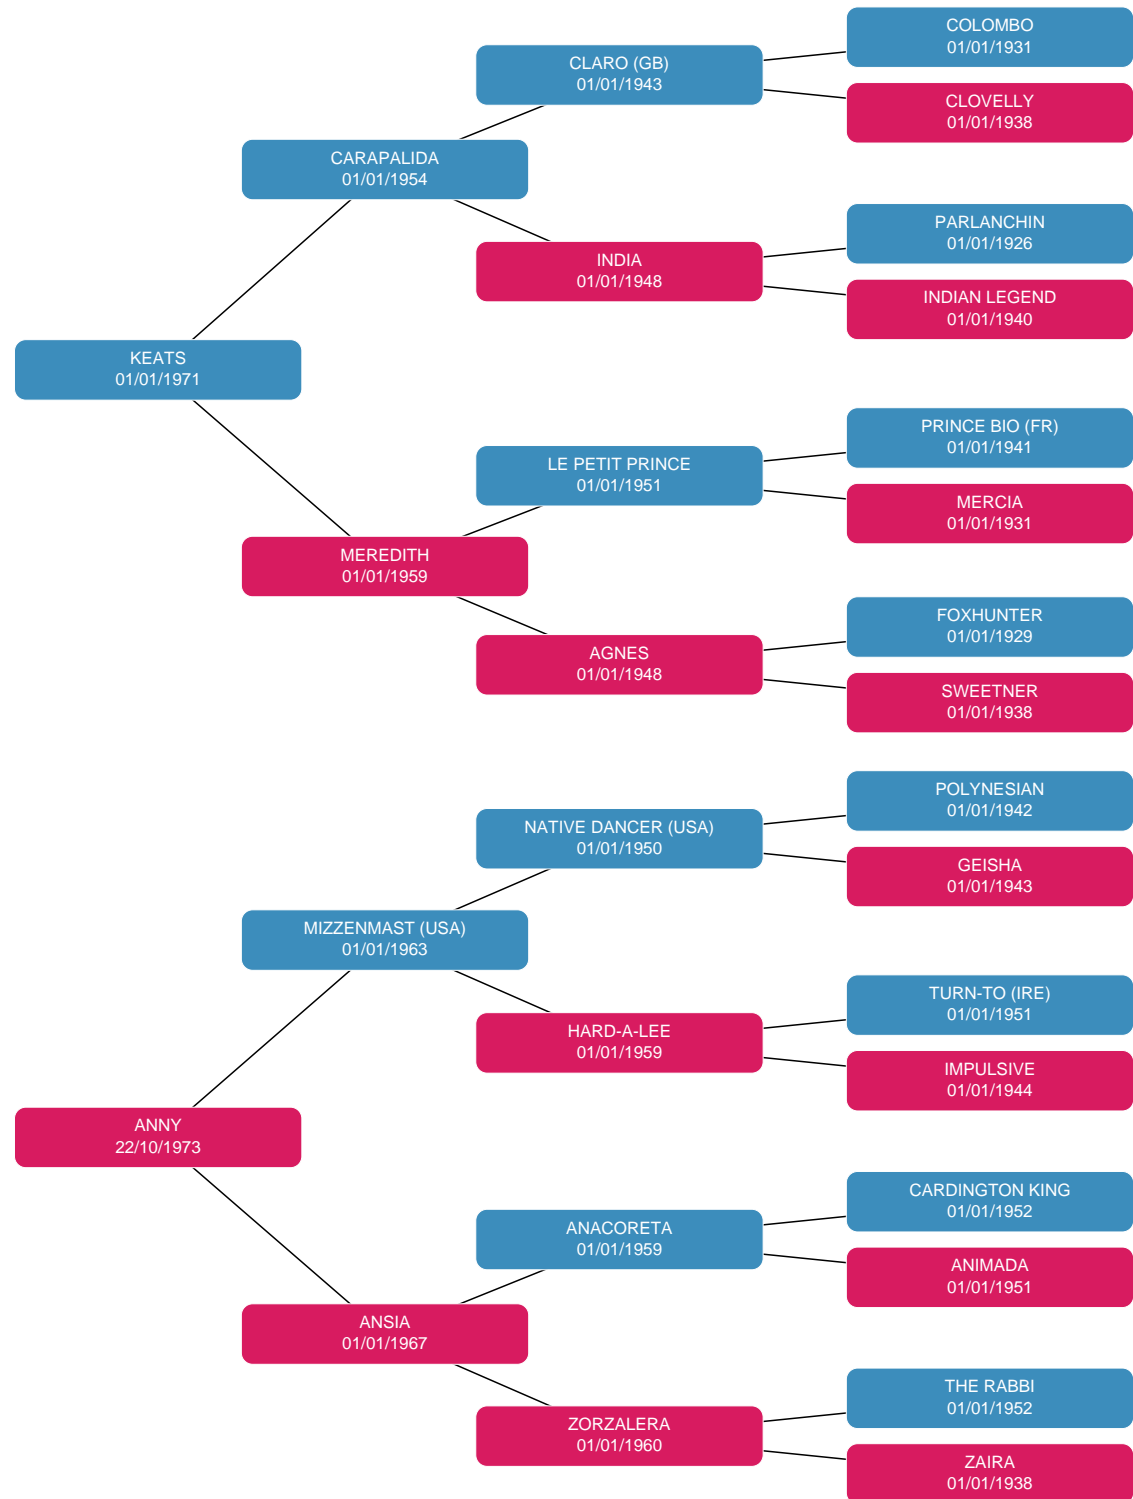 COLOMBO
01/01/1931
CLARO (GB)
01/01/1943
CLOVELLY
01/01/1938
CARAPALIDA
01/01/1954
PARLANCHIN
01/01/1926
INDIA
01/01/1948
INDIAN LEGEND
01/01/1940
KEATS
01/01/1971
PRINCE BIO (FR)
01/01/1941
LE PETIT PRINCE
01/01/1951
MERCIA
01/01/1931
MEREDITH
01/01/1959
FOXHUNTER
01/01/1929
AGNES
01/01/1948
SWEETNER
01/01/1938
POLYNESIAN
01/01/1942
NATIVE DANCER (USA)
01/01/1950
GEISHA
01/01/1943
MIZZENMAST (USA)
01/01/1963
TURN-TO (IRE)
01/01/1951
HARD-A-LEE
01/01/1959
IMPULSIVE
01/01/1944
ANNY
22/10/1973
CARDINGTON KING
01/01/1952
ANACORETA
01/01/1959
ANIMADA
01/01/1951
ANSIA
01/01/1967
THE RABBI
01/01/1952
ZORZALERA
01/01/1960
ZAIRA
01/01/1938